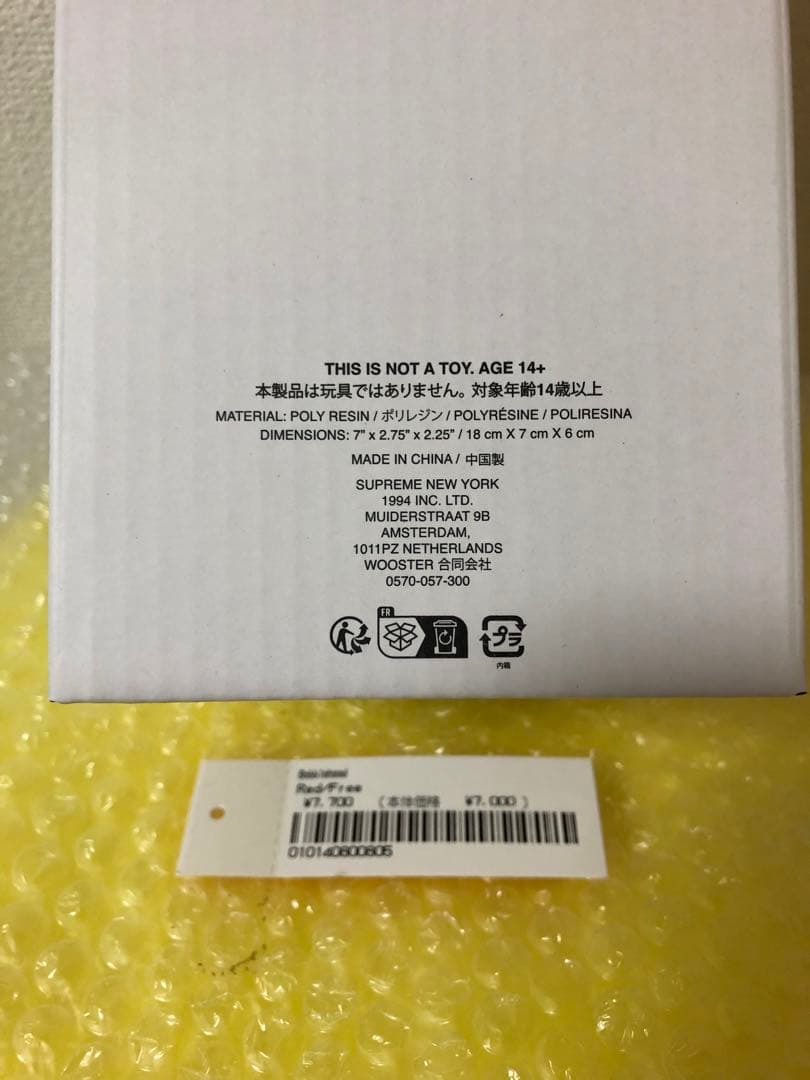 THIS IS NOT A TOY. AGE 14+
本製品は玩具ではありません。対象年齢14歳以上
MATERIAL: POLY RESIN / ポリレジン / POLYRÉSINE / POLIRESINA
DIMENSIONS: 7” x 2.75” x 2.25” / 18 cm X 7 cm X 6 cm
MADE IN CHINA / 中国製
SUPREME NEW YORK
1994 INC. LTD.
MUIDERSTRAAT 9B
AMSTERDAM,
1011PZ NETHERLANDS
WOOSTER 合同会社
0570-057-300
FR
プラ
内箱
Red/Free
¥7,700 (本体価格 ¥7,000)
010140800805